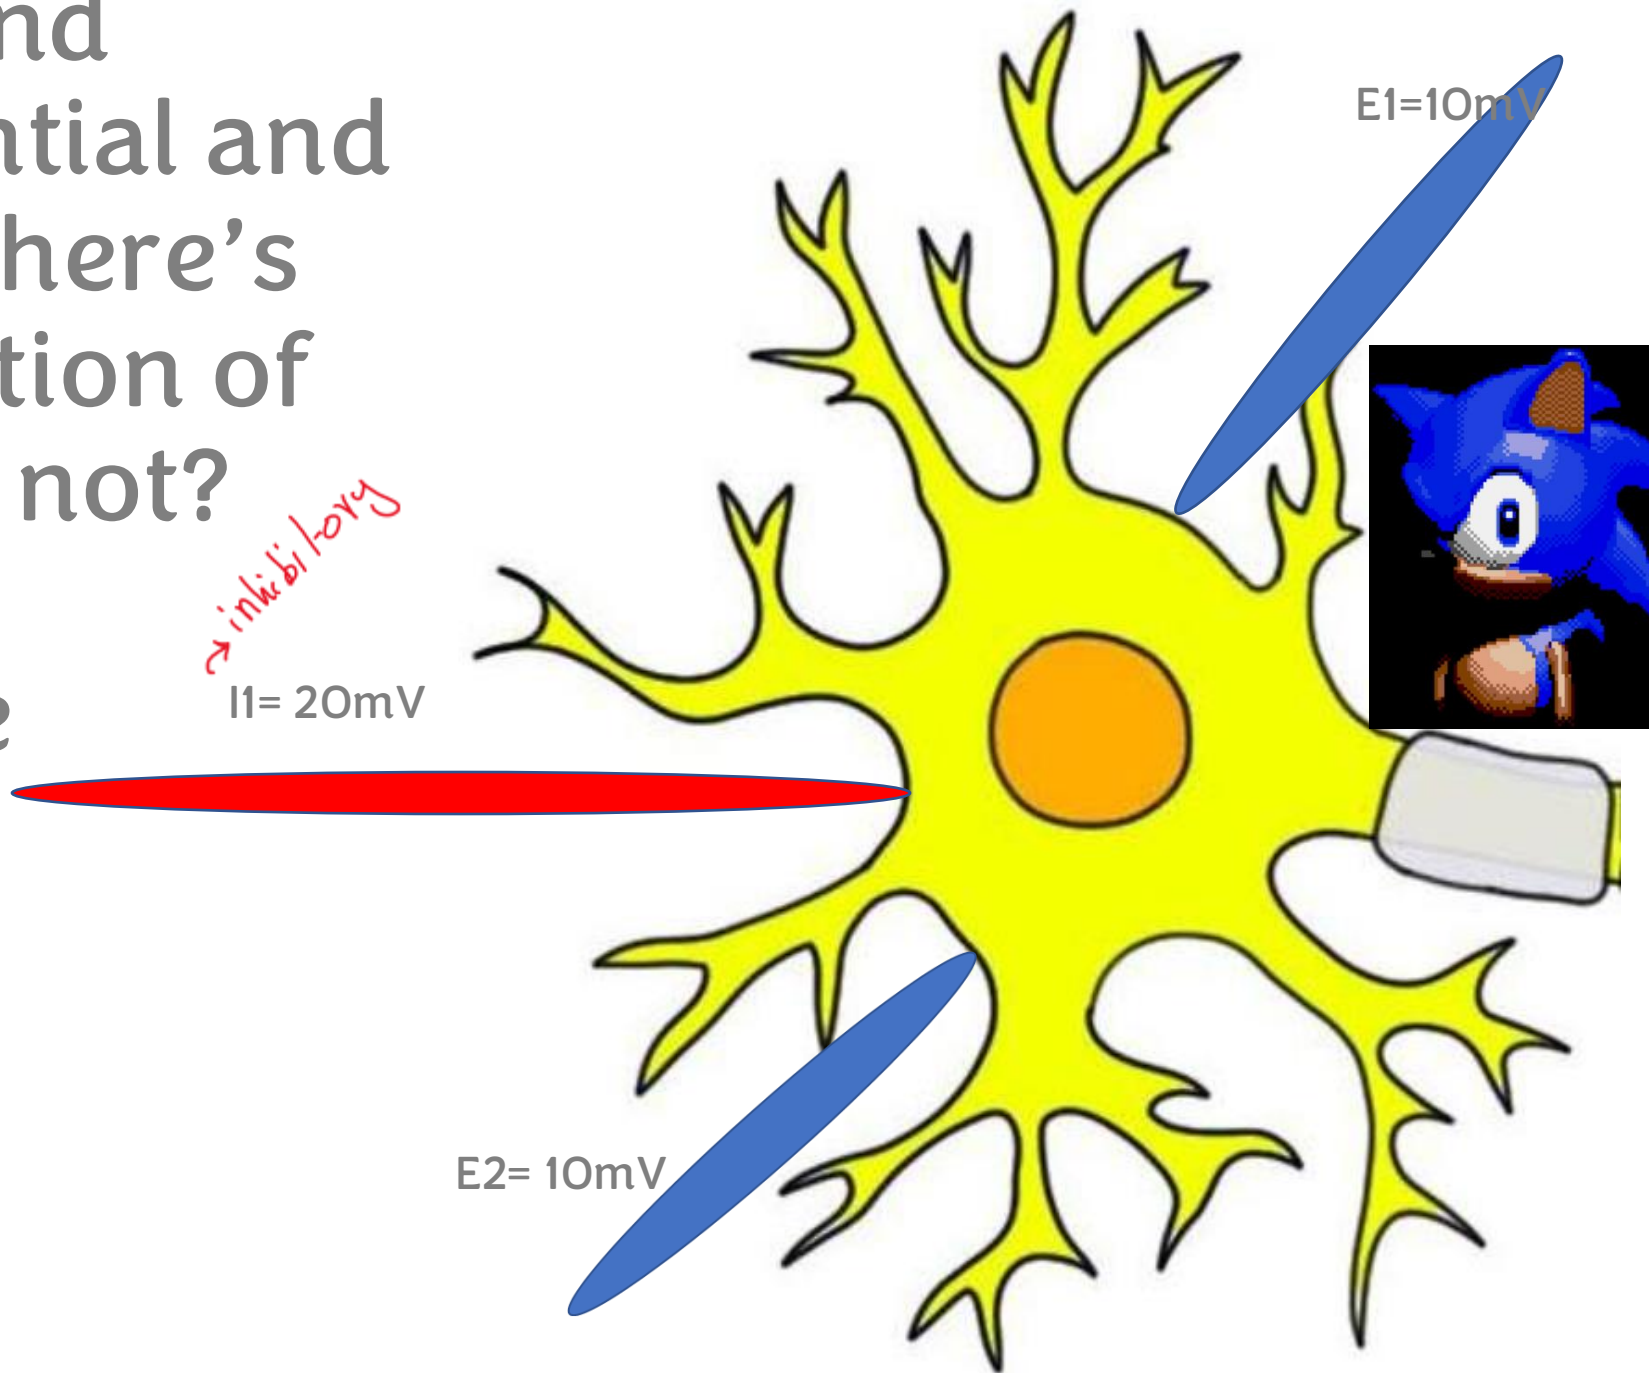 nd
ntial and
here's
tion of
not?
→ inhibitory
I1= 20mV
e
E1=10mV
E2= 10mV